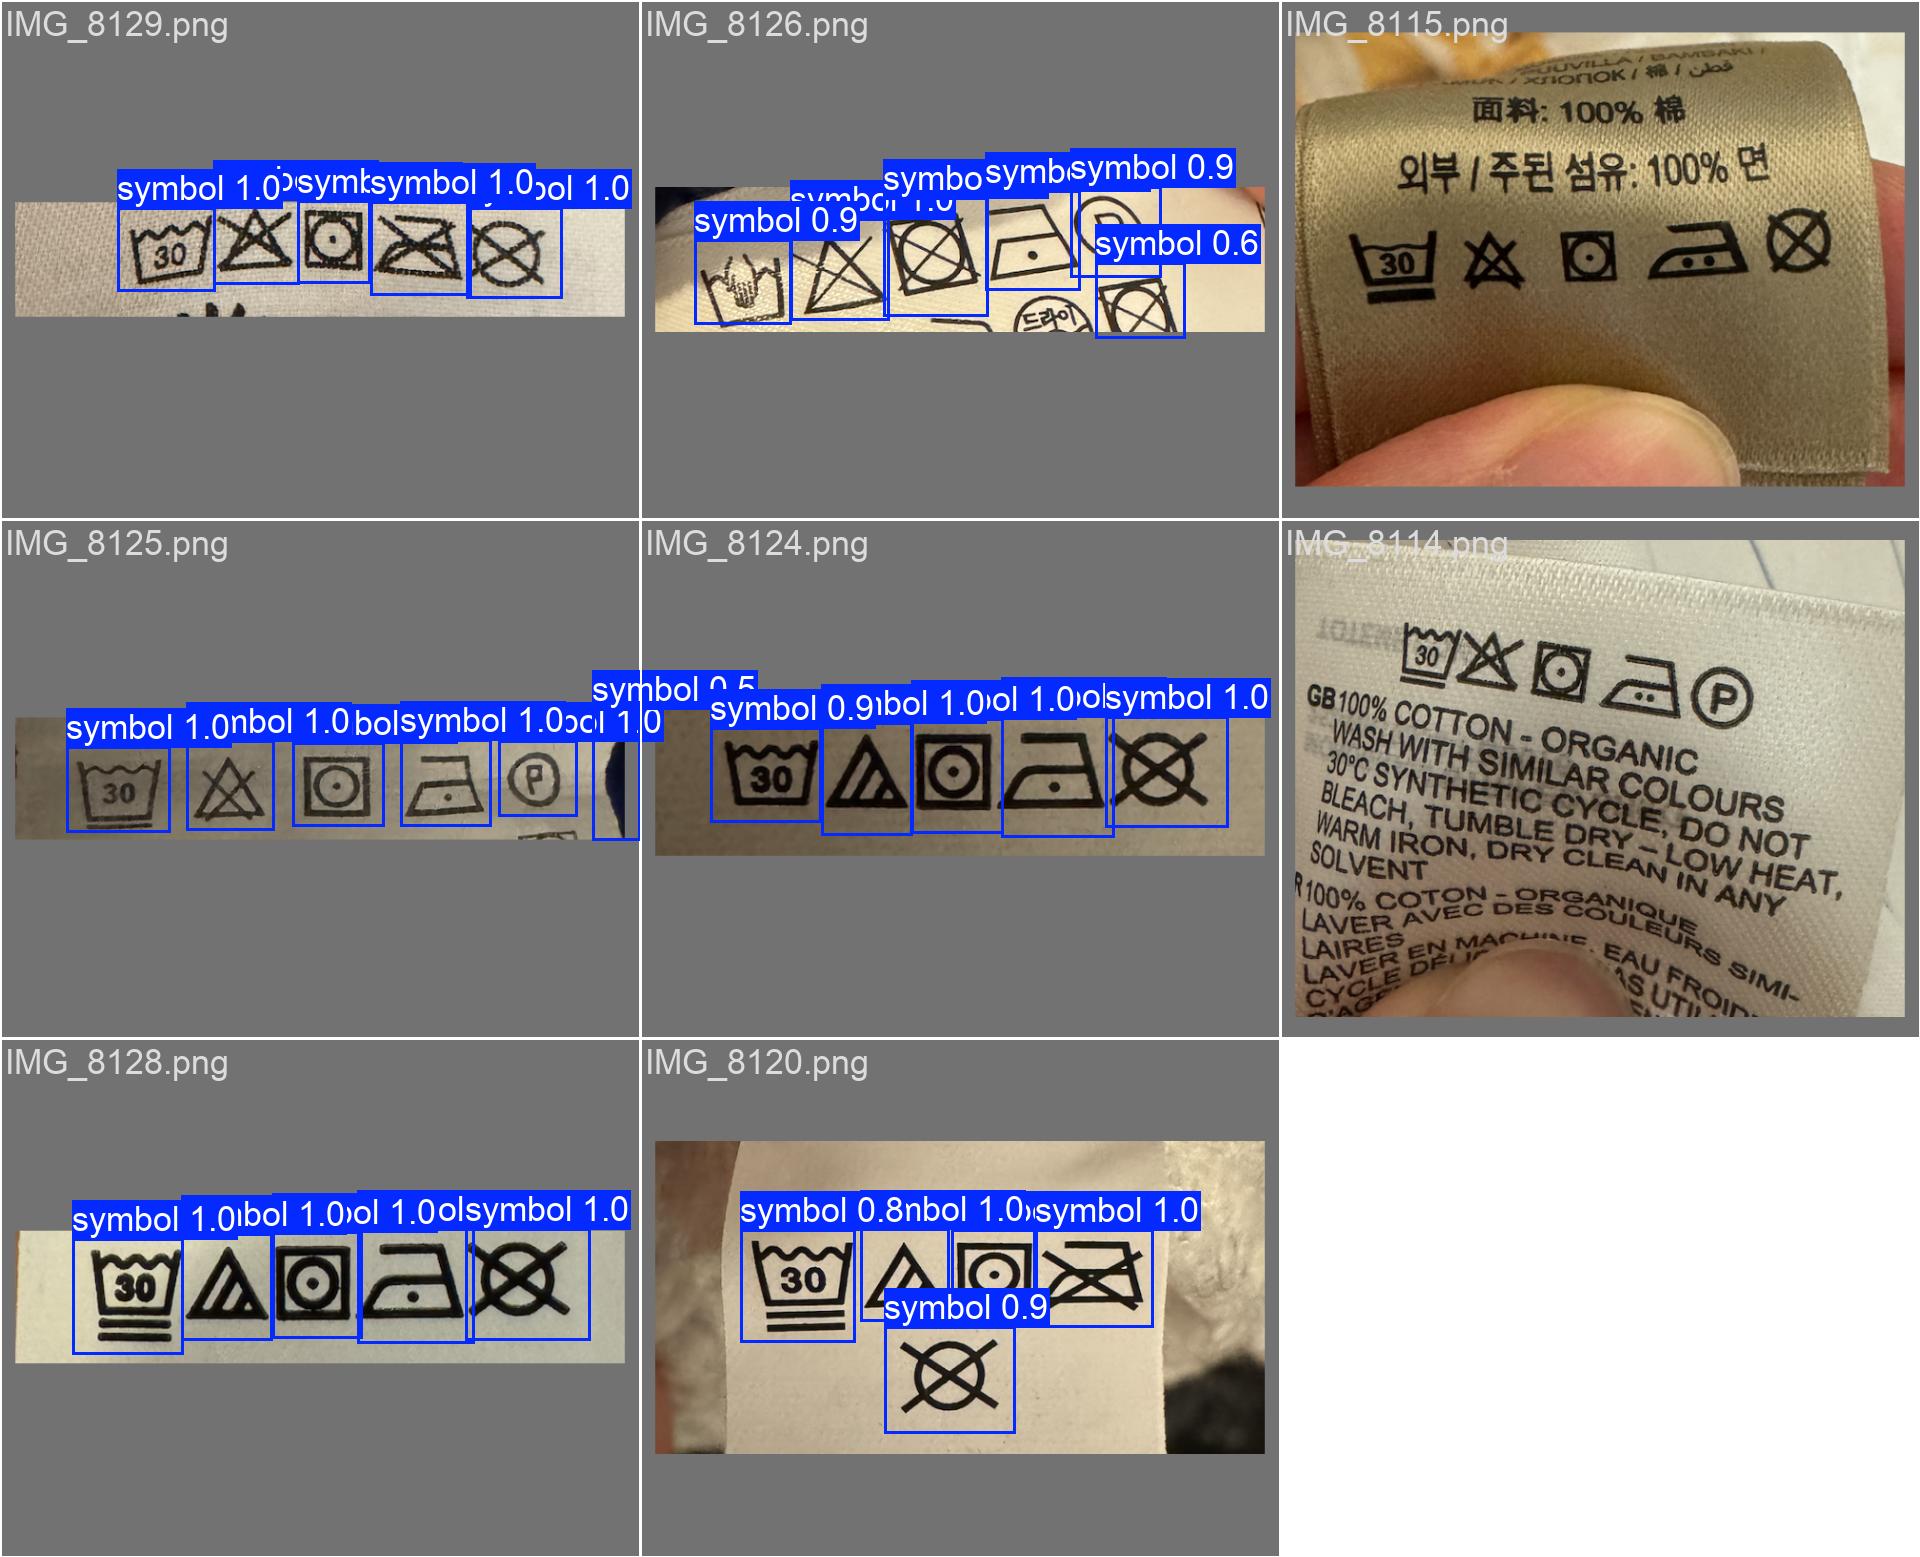 IMG_8129.png
symbol 1.0
symb
symbol 1.0
bol 1.0
30
IMG_8126.png
symbol 0.9
symbo
1.0
symbo
symb
symbol 0.9
symbol 0.6
P
드라이
IMG_8115.png
/ BAMBAKI /
ХЛОПОК / 棉 / قطن
面料: 100% 棉
외부 / 주된 섬유: 100% 면
30
IMG_8125.png
symbol 1.0
nbol 1.0
bol
symbol 1.0
1.0
symbol 0.5
30
P
IMG_8124.png
symbol 0.9
nbol 1.0
ol 1.0
ol
symbol 1.0
30
IMG_8114.png
30
P
GB 100% COTTON - ORGANIC
WASH WITH SIMILAR COLOURS
30°C SYNTHETIC CYCLE, DO NOT
BLEACH, TUMBLE DRY – LOW HEAT,
WARM IRON, DRY CLEAN IN ANY
SOLVENT
R 100% COTON - ORGANIQUE
LAVER AVEC DES COULEURS SIMI-
LAIRES
LAVER EN MACHINE, EAU FROIDE
CYCLE
IMG_8128.png
symbol 1.0
bol 1.0
ol 1.0
ol
symbol 1.0
30
IMG_8120.png
symbol 0.8
nbol 1.0
symbol 1.0
30
symbol 0.9